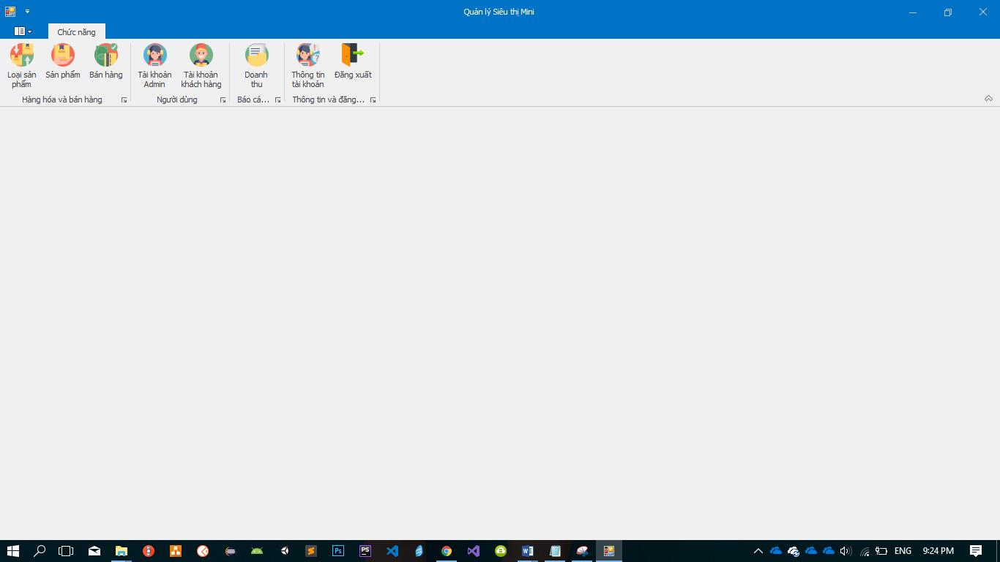 Quản lý Siêu thị Mini
Chức năng
Loại sản
phẩm
Sản phẩm
Bán hàng
Tài khoản
Admin
Tài khoản
khách hàng
Doanh
thu
Thông tin
tài khoản
Đăng xuất
Hàng hóa và bán hàng
Người dùng
Báo cá...
Thông tin và đăng...
Ps
PS
ENG
9:24 PM